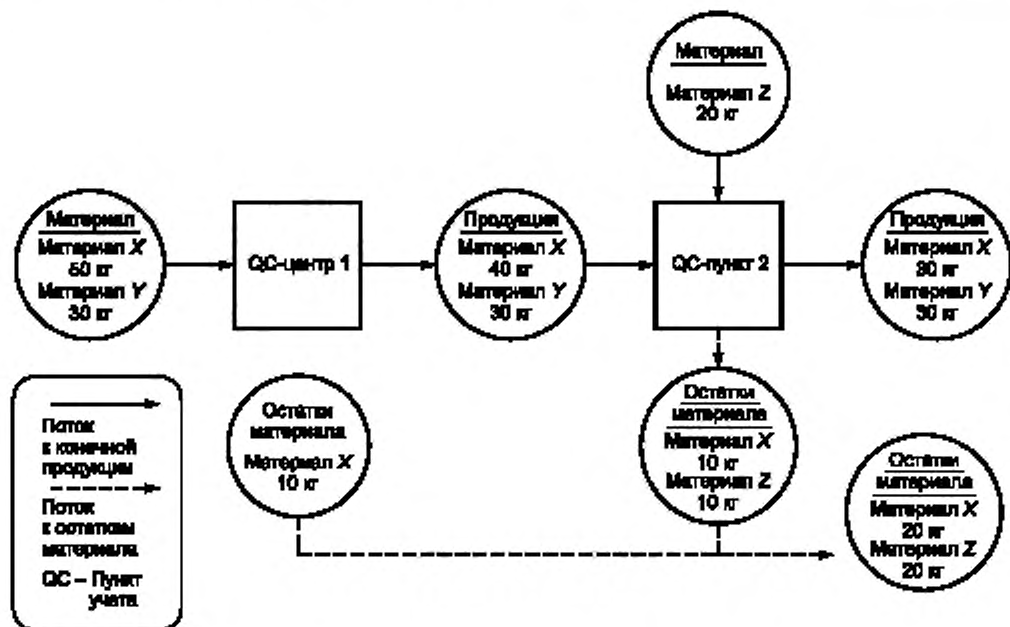 Материал
Материал Z
20 кг
Материал
Материал X
50 кг
Материал Y
30 кг
QC-центр 1
Продукция
Материал X
40 кг
Материал Y
30 кг
QC-пункт 2
Продукция
Материал X
30 кг
Материал Y
30 кг
Поток
к конечной
продукции
Поток
к остаткам
материала
QC – Пункт
учета
Остатки
материала
Материал X
10 кг
Остатки
материала
Материал X
10 кг
Материал Z
10 кг
Остатки
материала
Материал X
20 кг
Материал Z
20 кг